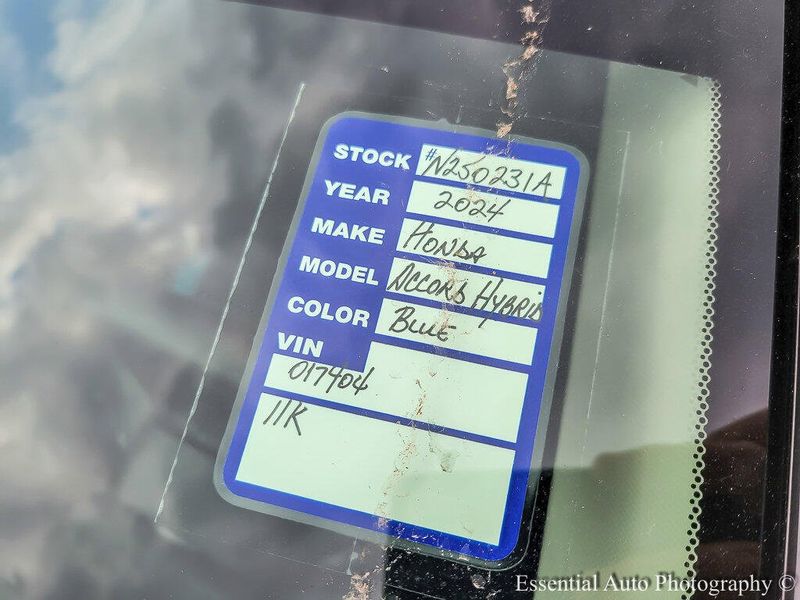 STOCK #N250231A
YEAR 2024
MAKE HONDA
MODEL ACCORD HYBRID
COLOR BLUE
VIN
017404
11K
Essential Auto Photography ©